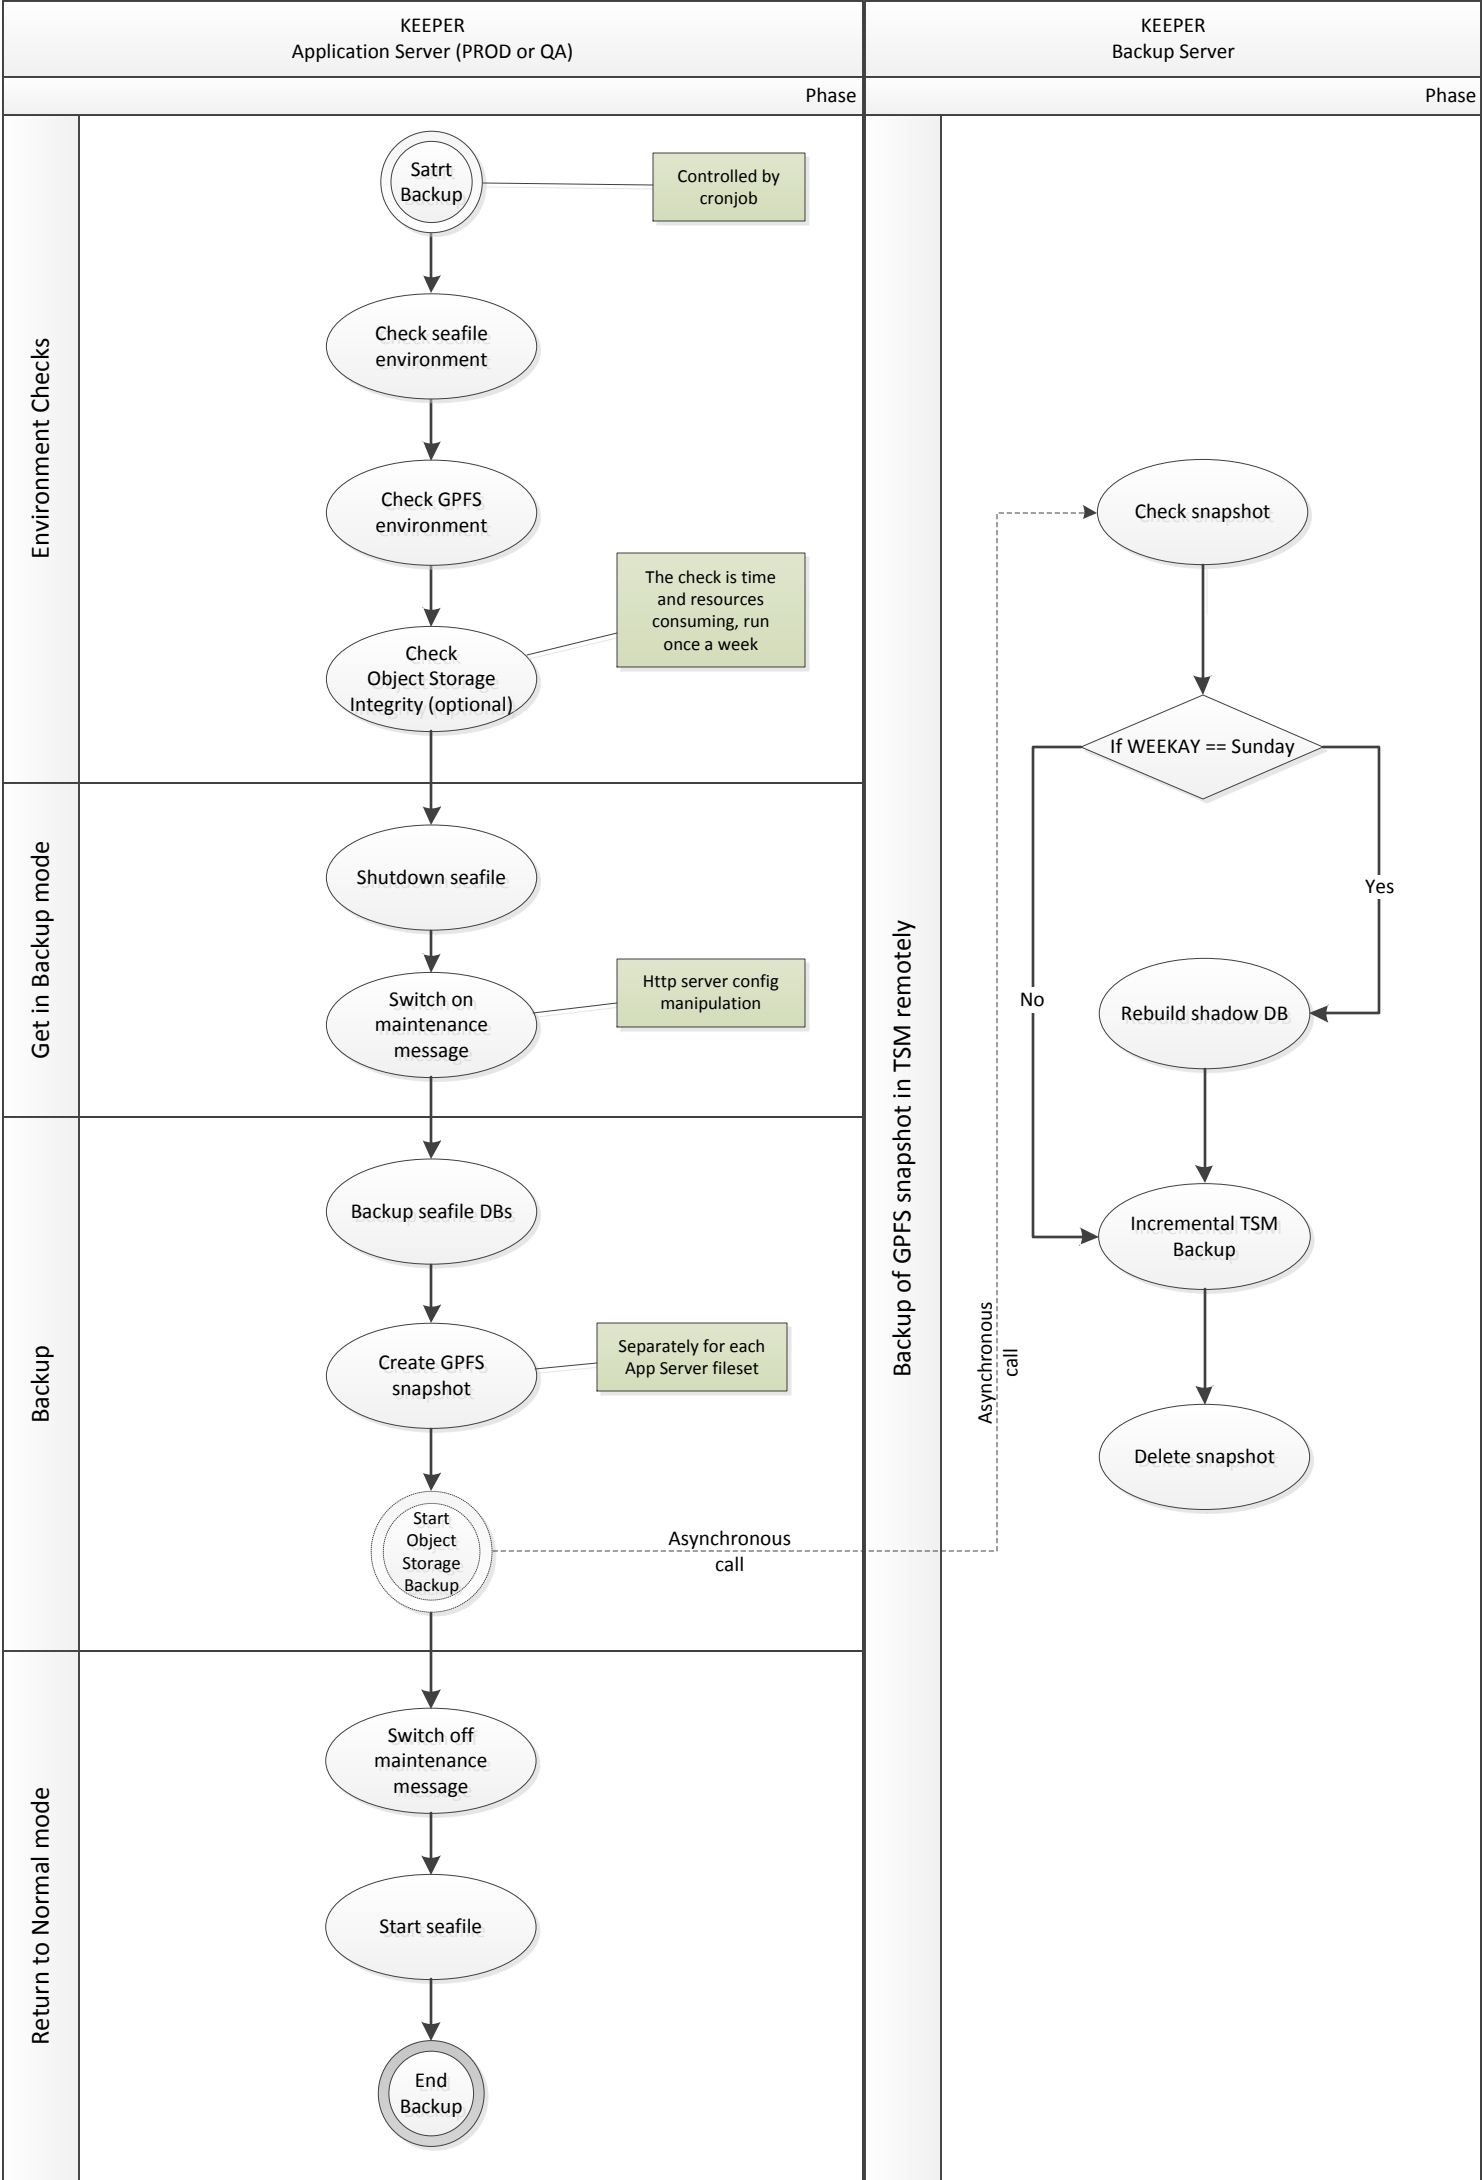 KEEPER
Application Server (PROD or QA)
KEEPER
Backup Server
Phase
Phase
Environment Checks
Satrt
Backup
Controlled by
cronjob
Check seafile
environment
Check GPFS
environment
The check is time
and resources
consuming, run
once a week
Check
Object Storage
Integrity (optional)
Get in Backup mode
Shutdown seafile
Switch on
maintenance
message
Http server config
manipulation
Backup
Backup seafile DBs
Create GPFS
snapshot
Separately for each
App Server fileset
Start
Object
Storage
Backup
Asynchronous
call
Return to Normal mode
Switch off
maintenance
message
Start seafile
End
Backup
Backup of GPFS snapshot in TSM remotely
Asynchronous
call
Check snapshot
If WEEKAY == Sunday
Yes
No
Rebuild shadow DB
Incremental TSM
Backup
Delete snapshot